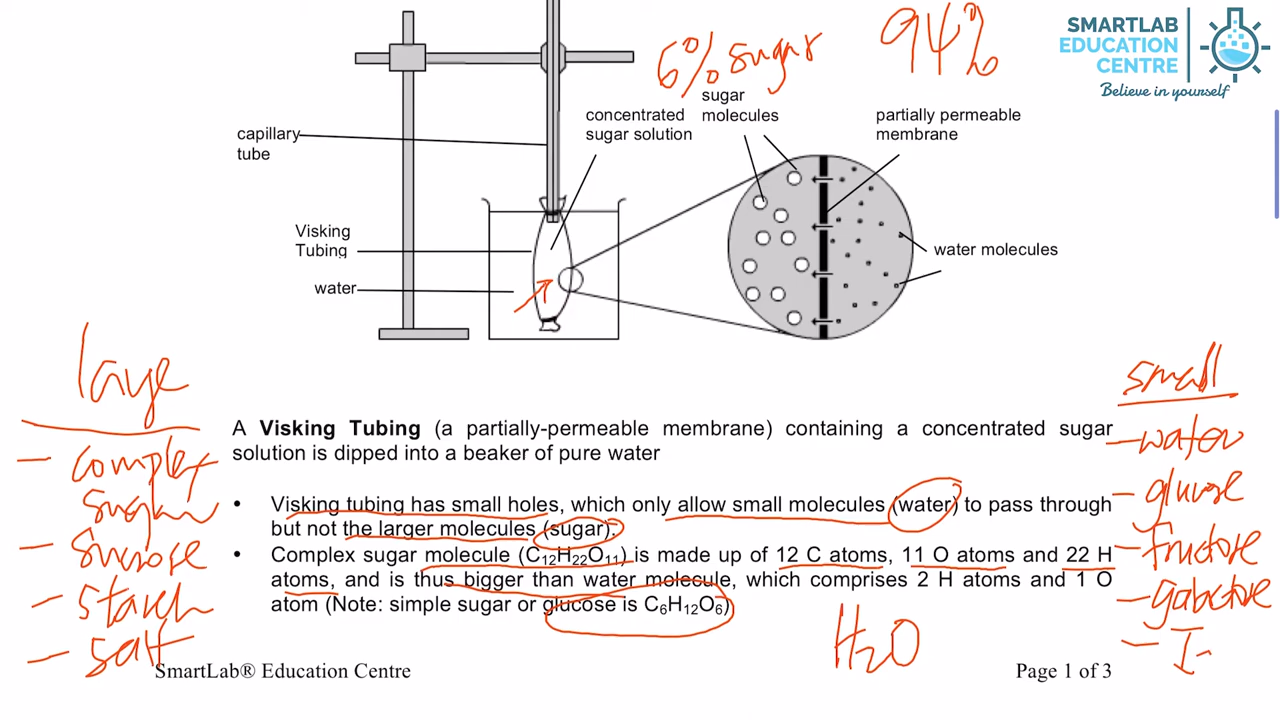 6% sugar
94%
SMARTLAB
EDUCATION
CENTRE
Believe in yourself
sugar
molecules
concentrated
sugar solution
partially permeable
membrane
capillary
tube
Visking
Tubing
water
water molecules
large
- complex
sugar
- sucrose
- starch
- salt
small
- water
- glucose
- fructose
- galactose
- I
A Visking Tubing (a partially-permeable membrane) containing a concentrated sugar
solution is dipped into a beaker of pure water
• Visking tubing has small holes, which only allow small molecules (water) to pass through
but not the larger molecules (sugar).
• Complex sugar molecule (C₁₂H₂₂O₁₁) is made up of 12 C atoms, 11 O atoms and 22 H
atoms, and is thus bigger than water molecule, which comprises 2 H atoms and 1 O
atom (Note: simple sugar or glucose is C₆H₁₂O₆)
H₂O
SmartLab® Education Centre
Page 1 of 3